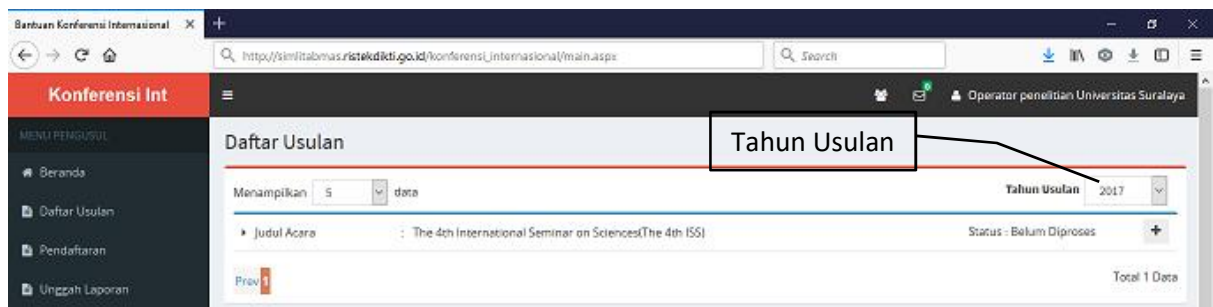 Bantuan Konferensi Internasional
http://simlitabmas.ristekdikti.go.id/konferensi_internasional/main.aspx
Search
Konferensi Int
Operator penelitian Universitas Suralaya
MENU PENGUSUL
Daftar Usulan
Tahun Usulan
Beranda
Menampilkan 5 data
Tahun Usulan 2017
Daftar Usulan
Judul Acara : The 4th International Seminar on Sciences(The 4th ISS)
Status : Belum Diproses
Pendaftaran
Prev 1
Total 1 Data
Unggah Laporan